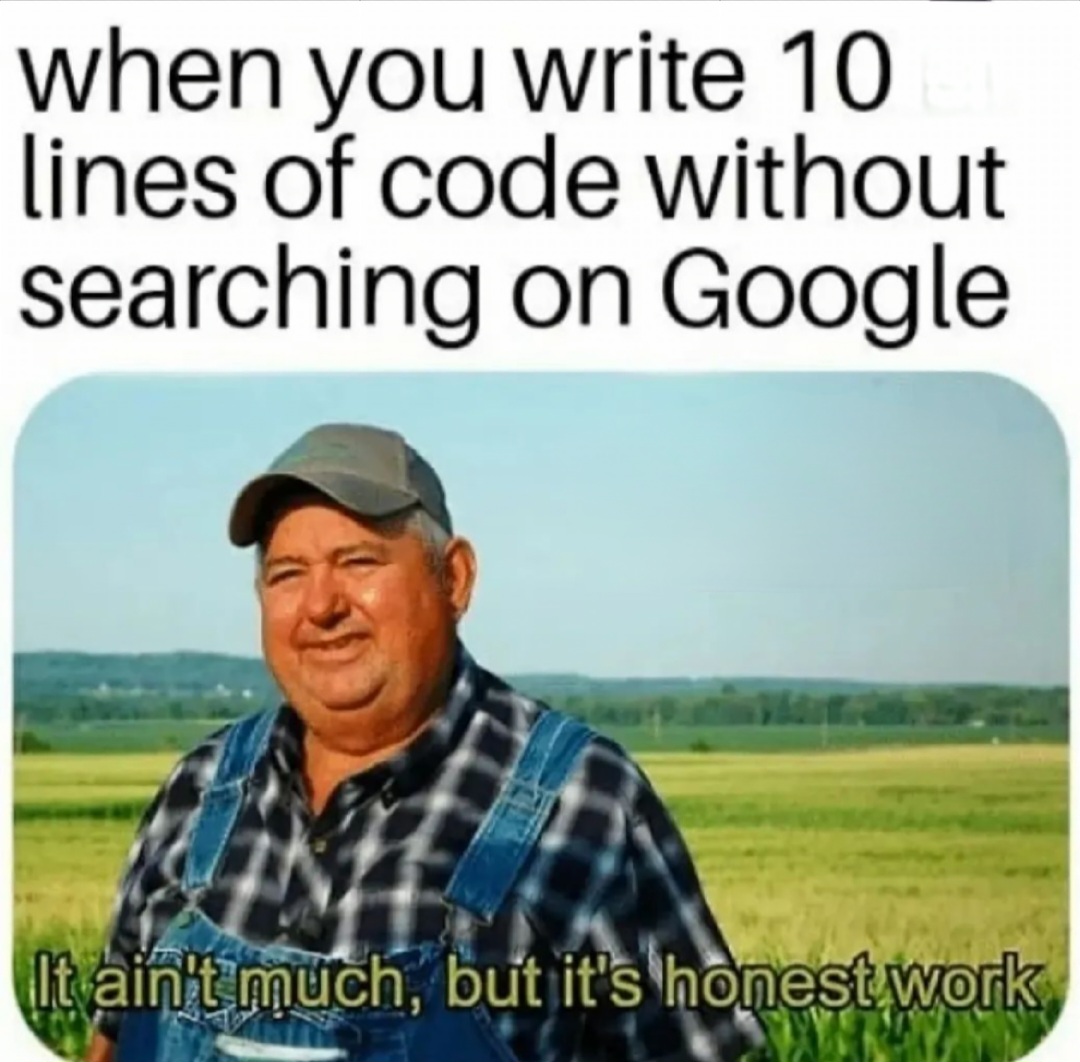 when you write 10
lines of code without
searching on Google
It ain't much, but it's honest work